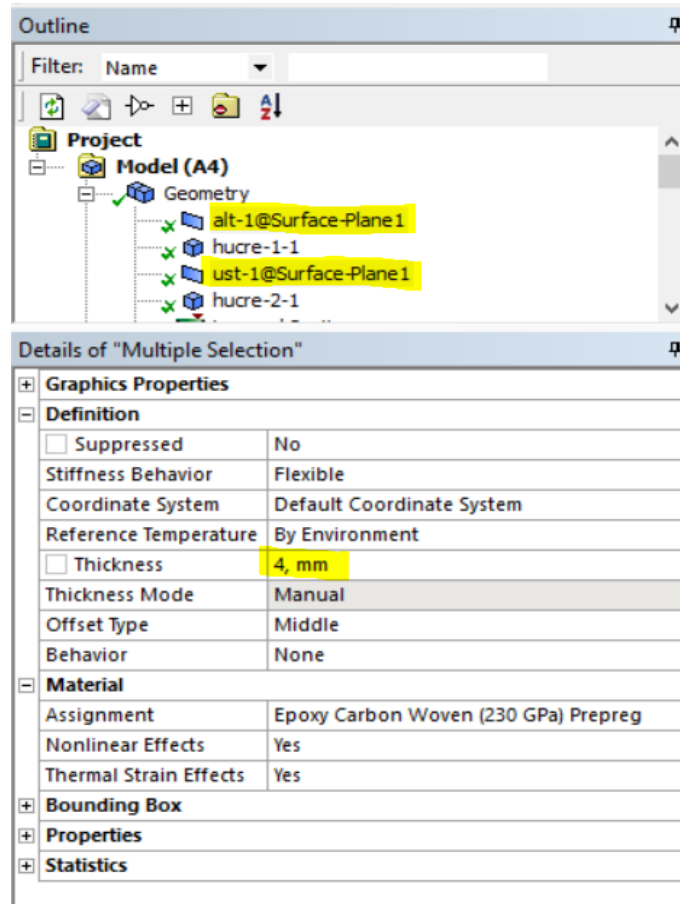 Outline
Filter: Name
Project
Model (A4)
Geometry
alt-1@Surface-Plane1
hucre-1-1
ust-1@Surface-Plane1
hucre-2-1
Details of "Multiple Selection"
Graphics Properties
Definition
Suppressed No
Stiffness Behavior Flexible
Coordinate System Default Coordinate System
Reference Temperature By Environment
Thickness 4, mm
Thickness Mode Manual
Offset Type Middle
Behavior None
Material
Assignment Epoxy Carbon Woven (230 GPa) Prepreg
Nonlinear Effects Yes
Thermal Strain Effects Yes
Bounding Box
Properties
Statistics